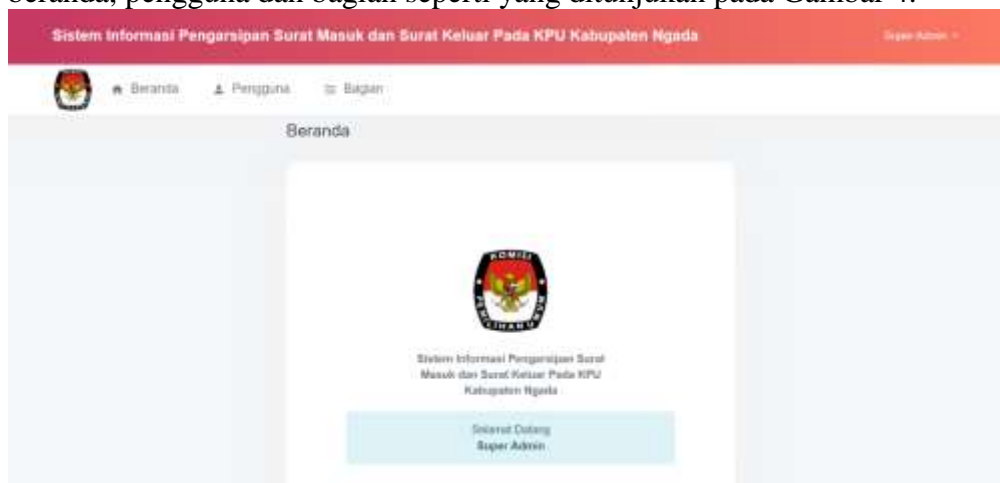 beranda, pengguna dan bagian seperti yang ditunjukan pada Gambar 4.
Sistem Informasi Pengarsipan Surat Masuk dan Surat Keluar Pada KPU Kabupaten Ngada
Super Admin
Beranda Pengguna Bagian
Beranda
KOMISI
PEMILIHAN UMUM
Sistem Informasi Pengarsipan Surat
Masuk dan Surat Keluar Pada KPU
Kabupaten Ngada
Selamat Datang
Super Admin